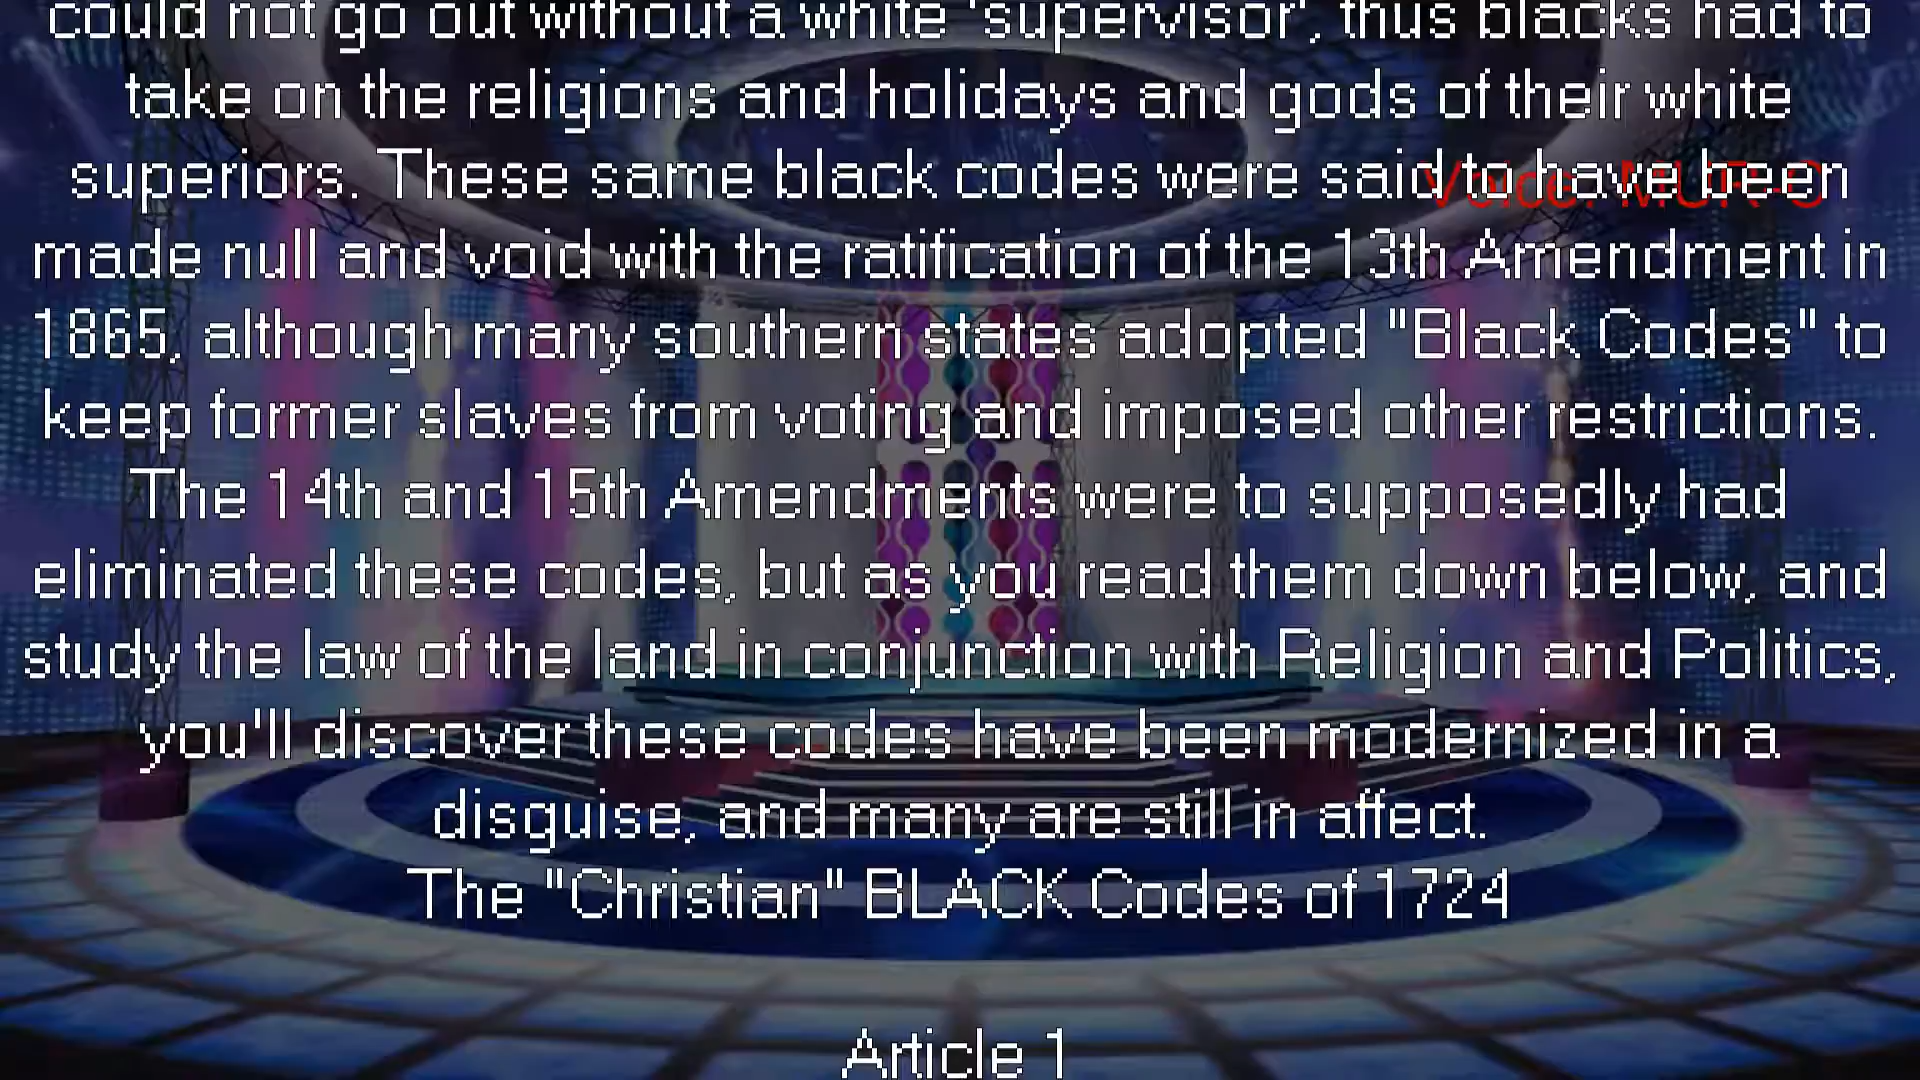 could not go out without a white 'supervisor', thus blacks had to
take on the religions and holidays and gods of their white
superiors. These same black codes were said to have been
Voice: MUR-O
made null and void with the ratification of the 13th Amendment in
1865, although many southern states adopted "Black Codes" to
keep former slaves from voting and imposed other restrictions.
The 14th and 15th Amendments were to supposedly had
eliminated these codes, but as you read them down below, and
study the law of the land in conjunction with Religion and Politics,
you'll discover these codes have been modernized in a
disguise, and many are still in affect.
The "Christian" BLACK Codes of 1724
Article 1